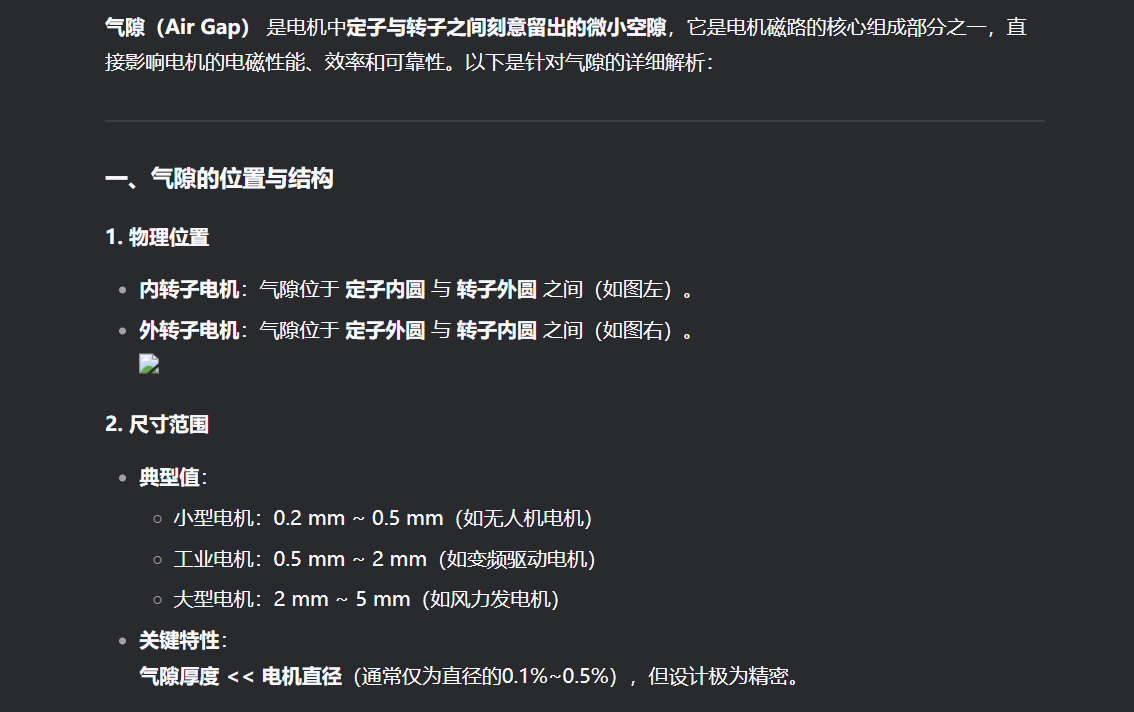 气隙（Air Gap） 是电机中定子与转子之间刻意留出的微小空隙，它是电机磁路的核心组成部分之一，直
接影响电机的电磁性能、效率和可靠性。以下是针对气隙的详细解析：
一、气隙的位置与结构
1. 物理位置
内转子电机：气隙位于 定子内圆 与 转子外圆 之间（如图左）。
外转子电机：气隙位于 定子外圆 与 转子内圆 之间（如图右）。
2. 尺寸范围
典型值：
小型电机：0.2 mm ~ 0.5 mm（如无人机电机）
工业电机：0.5 mm ~ 2 mm（如变频驱动电机）
大型电机：2 mm ~ 5 mm（如风力发电机）
关键特性：
气隙厚度 << 电机直径（通常仅为直径的0.1%~0.5%），但设计极为精密。